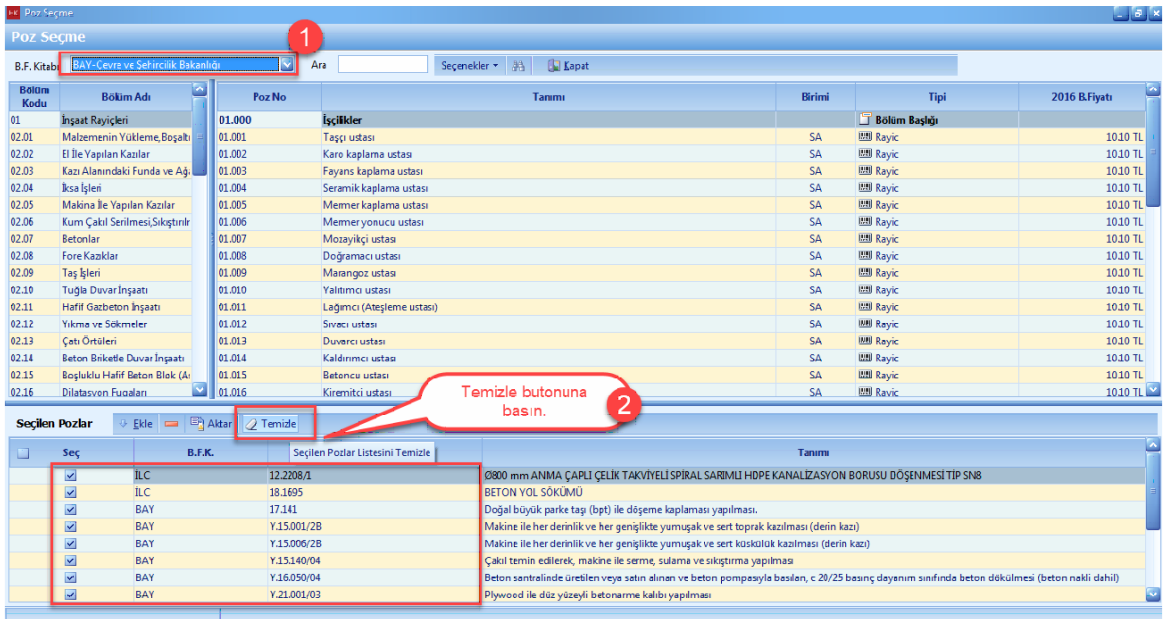 Poz Seçme
Poz Seçme
1
B.F. Kitabı BAY-Çevre ve Şehircilik Bakanlığı Ara Seçenekler Kapat
Bölüm Kodu Bölüm Adı Poz No Tanımı Birimi Tipi 2016 B.Fiyatı
01 İnşaat Rayiçleri 01.000 İşçilikler Bölüm Başlığı
02.01 Malzemenin Yükleme,Boşaltı 01.001 Taşçı ustası SA Rayic 10.10 TL
02.02 El İle Yapılan Kazılar 01.002 Karo kaplama ustası SA Rayic 10.10 TL
02.03 Kazı Alanındaki Funda ve Ağa 01.003 Fayans kaplama ustası SA Rayic 10.10 TL
02.04 İksa İşleri 01.004 Seramik kaplama ustası SA Rayic 10.10 TL
02.05 Makina İle Yapılan Kazılar 01.005 Mermer kaplama ustası SA Rayic 10.10 TL
02.06 Kum Çakıl Serilmesi,Sıkıştırılr 01.006 Mermer yonucu ustası SA Rayic 10.10 TL
02.07 Betonlar 01.007 Mozayikçi ustası SA Rayic 10.10 TL
02.08 Fore Kazıklar 01.008 Doğramacı ustası SA Rayic 10.10 TL
02.09 Taş İşleri 01.009 Marangoz ustası SA Rayic 10.10 TL
02.10 Tuğla Duvar İnşaatı 01.010 Yalıtımcı ustası SA Rayic 10.10 TL
02.11 Hafif Gazbeton İnşaatı 01.011 Lağımcı (Ateşleme ustası) SA Rayic 10.10 TL
02.12 Yıkma ve Sökmeler 01.012 Sıvacı ustası SA Rayic 10.10 TL
02.13 Çatı Örtüleri 01.013 Duvarcı ustası SA Rayic 10.10 TL
02.14 Beton Briketle Duvar İnşaatı 01.014 Kaldırımcı ustası SA Rayic 10.10 TL
02.15 Boşluklu Hafif Beton Blok (As 01.015 Betoncu ustası SA Rayic 10.10 TL
02.16 Dilatasyon Fugaları 01.016 Kiremitçi ustası SA Rayic 10.10 TL
Temizle butonuna
basın.
2
Seçilen Pozlar Ekle Aktar Temizle
Seçilen Pozlar Listesini Temizle
Seç B.F.K. Tanımı
ILC 12.2208/1 Ø800 mm ANMA ÇAPLI ÇELİK TAKVİYELİ SPİRAL SARIMLI HDPE KANALİZASYON BORUSU DÖŞENMESİ TİP SN8
ILC 18.1695 BETON YOL SÖKÜMÜ
BAY 17.141 Doğal büyük parke taşı (bpt) ile döşeme kaplaması yapılması.
BAY Y.15.001/2B Makine ile her derinlik ve her genişlikte yumuşak ve sert toprak kazılması (derin kazı)
BAY Y.15.006/2B Makine ile her derinlik ve her genişlikte yumuşak ve sert küskülük kazılması (derin kazı)
BAY Y.15.140/04 Çakıl temin edilerek, makine ile serme, sulama ve sıkıştırma yapılması
BAY Y.16.050/04 Beton santralinde üretilen veya satın alınan ve beton pompasıyla basılan, c 20/25 basınç dayanım sınıfında beton dökülmesi (beton nakli dahil)
BAY Y.21.001/03 Plywood ile düz yüzeyli betonarme kalıbı yapılması